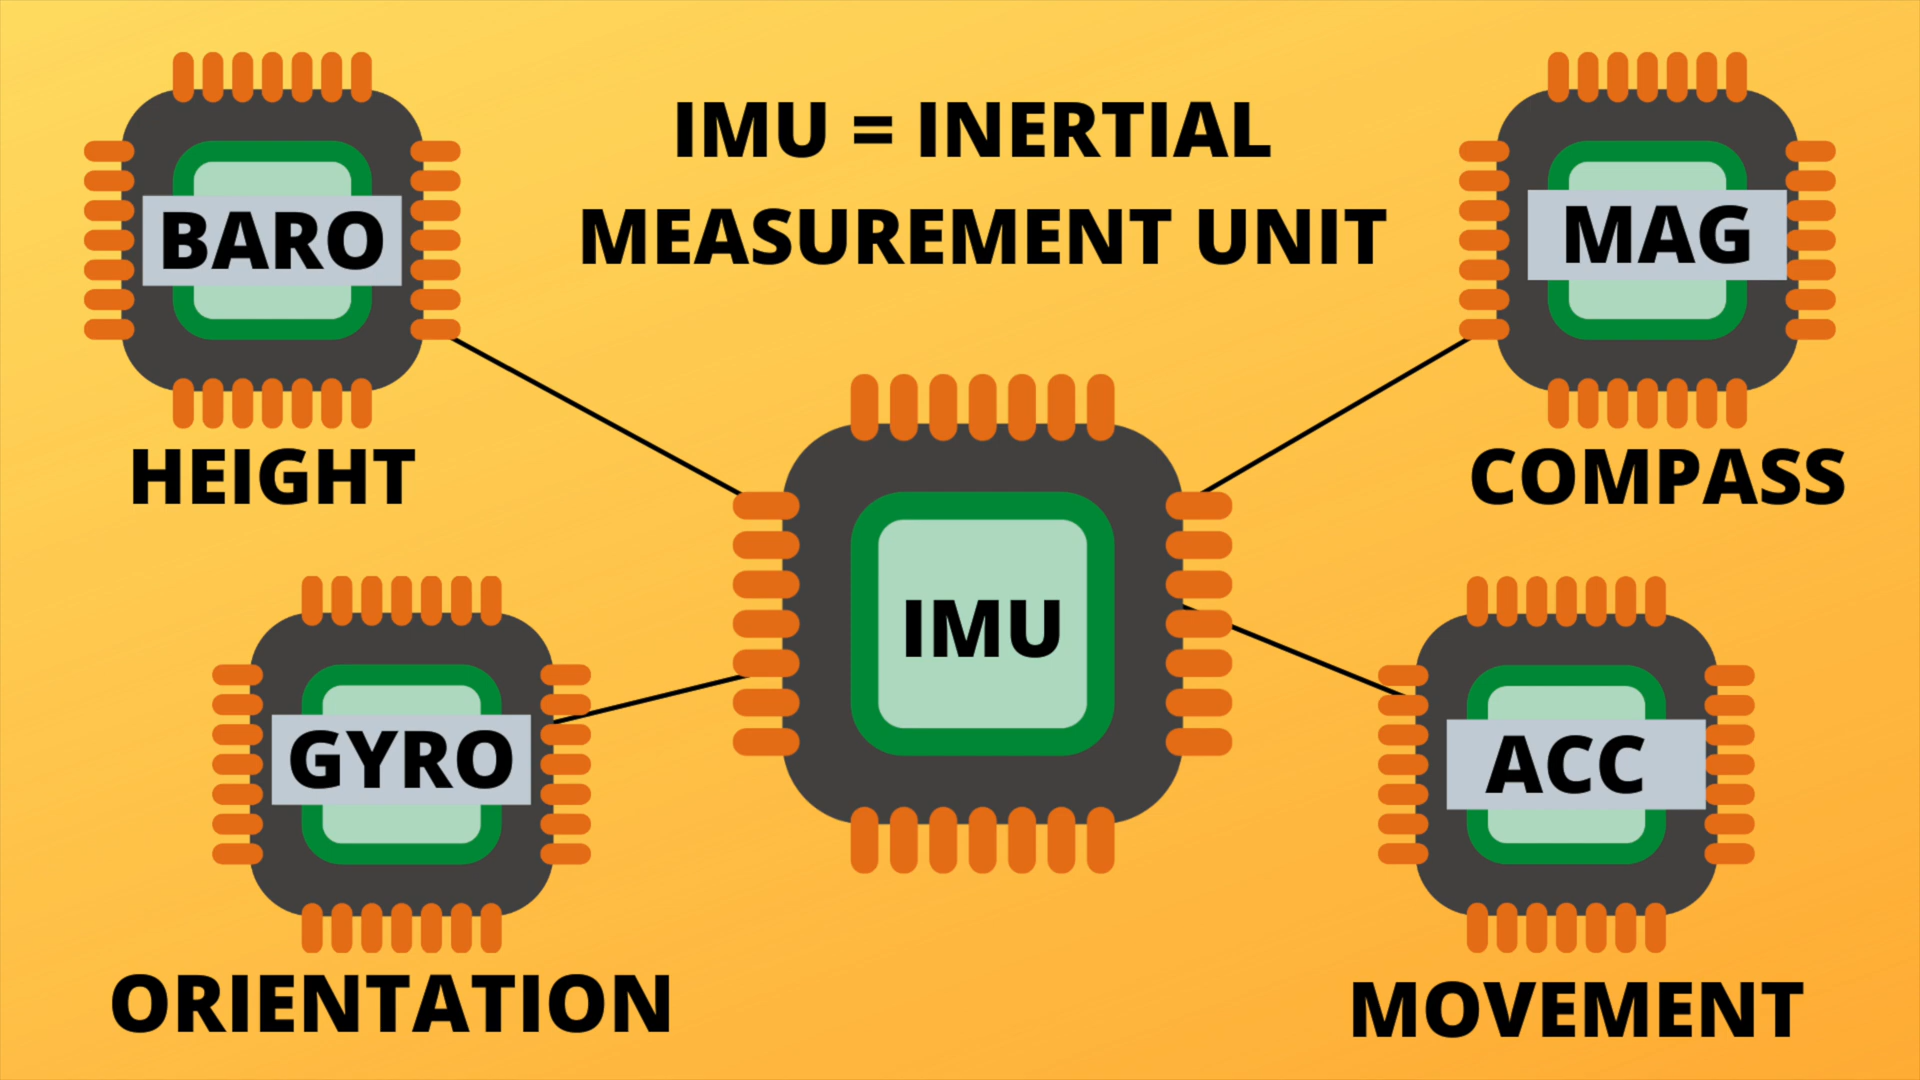 IMU = INERTIAL
MEASUREMENT UNIT
BARO
HEIGHT
MAG
COMPASS
IMU
GYRO
ORIENTATION
ACC
MOVEMENT